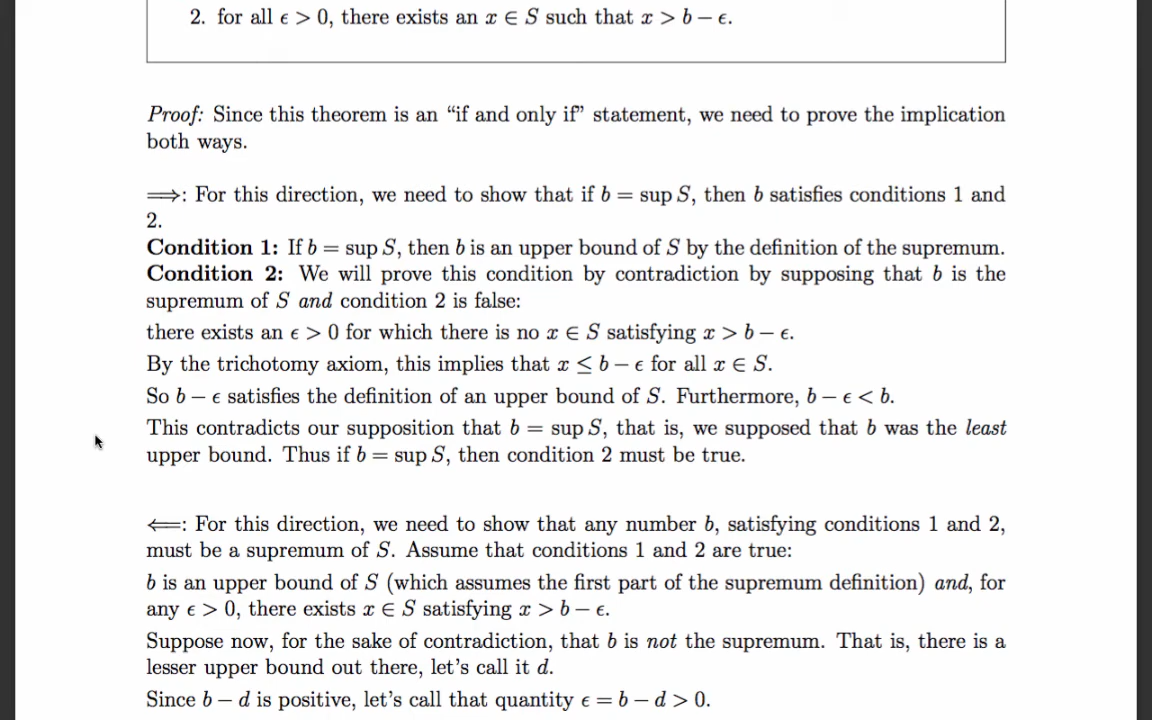 2. for all ϵ > 0, there exists an x ∈ S such that x > b − ϵ.
Proof: Since this theorem is an “if and only if” statement, we need to prove the implication
both ways.
⟹: For this direction, we need to show that if b = sup S, then b satisfies conditions 1 and
2.
Condition 1: If b = sup S, then b is an upper bound of S by the definition of the supremum.
Condition 2: We will prove this condition by contradiction by supposing that b is the
supremum of S and condition 2 is false:
there exists an ϵ > 0 for which there is no x ∈ S satisfying x > b − ϵ.
By the trichotomy axiom, this implies that x ≤ b − ϵ for all x ∈ S.
So b − ϵ satisfies the definition of an upper bound of S. Furthermore, b − ϵ < b.
This contradicts our supposition that b = sup S, that is, we supposed that b was the least
upper bound. Thus if b = sup S, then condition 2 must be true.
⟸: For this direction, we need to show that any number b, satisfying conditions 1 and 2,
must be a supremum of S. Assume that conditions 1 and 2 are true:
b is an upper bound of S (which assumes the first part of the supremum definition) and, for
any ϵ > 0, there exists x ∈ S satisfying x > b − ϵ.
Suppose now, for the sake of contradiction, that b is not the supremum. That is, there is a
lesser upper bound out there, let’s call it d.
Since b − d is positive, let’s call that quantity ϵ = b − d > 0.